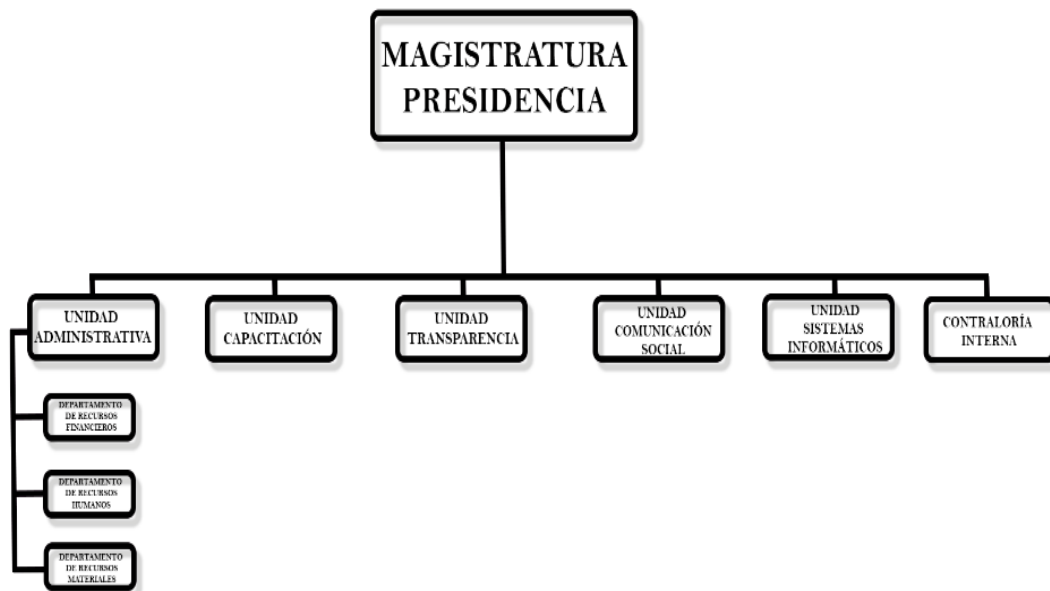 MAGISTRATURA
PRESIDENCIA
UNIDAD
ADMINISTRATIVA
UNIDAD
CAPACITACIÓN
UNIDAD
TRANSPARENCIA
UNIDAD
COMUNICACIÓN
SOCIAL
UNIDAD
SISTEMAS
INFORMÁTICOS
CONTRALORÍA
INTERNA
DEPARTAMENTO
DE RECURSOS
FINANCIEROS
DEPARTAMENTO
DE RECURSOS
HUMANOS
DEPARTAMENTO
DE RECURSOS
MATERIALES